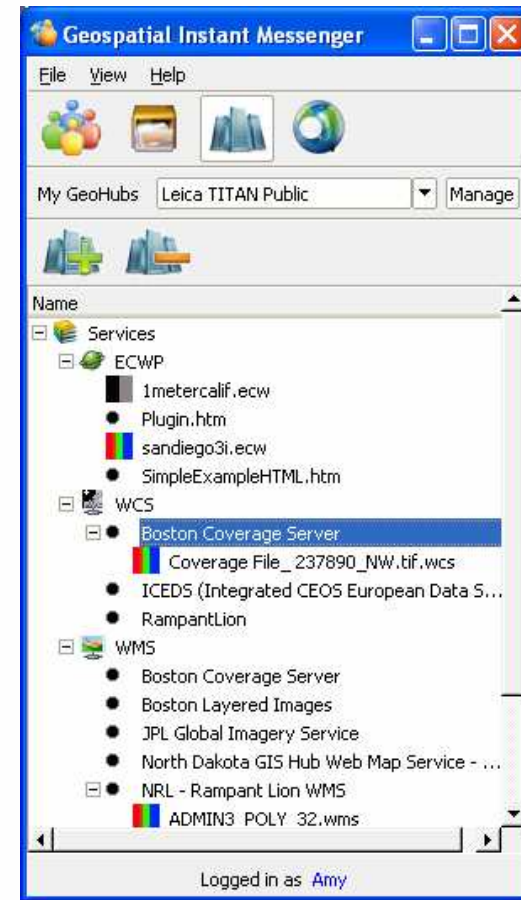 Geospatial Instant Messenger
File View Help
My GeoHubs Leica TITAN Public Manage
Name
Services
ECWP
1metercalif.ecw
Plugin.htm
sandiego3i.ecw
SimpleExampleHTML.htm
WCS
Boston Coverage Server
Coverage File_237890_NW.tif.wcs
ICEDS (Integrated CEOS European Data S...
RampantLion
WMS
Boston Coverage Server
Boston Layered Images
JPL Global Imagery Service
North Dakota GIS Hub Web Map Service - ...
NRL - Rampant Lion WMS
ADMIN3_POLY_32.wms
Logged in as Amy